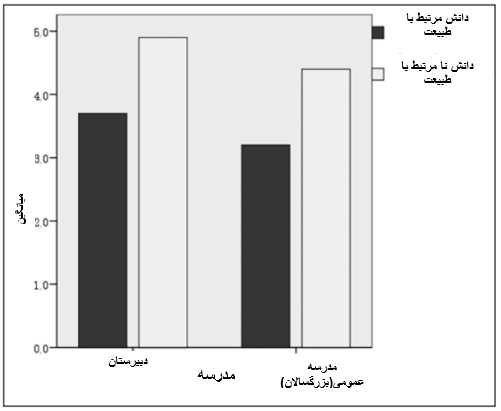 دانش مرتبط با
طبیعت
دانش نا مرتبط با
طبیعت
5.0
4.0
3.0
2.0
1.0
0.0
میانگین
دبیرستان
مدرسه
عمومی(بزرگسالان)
مدرسه